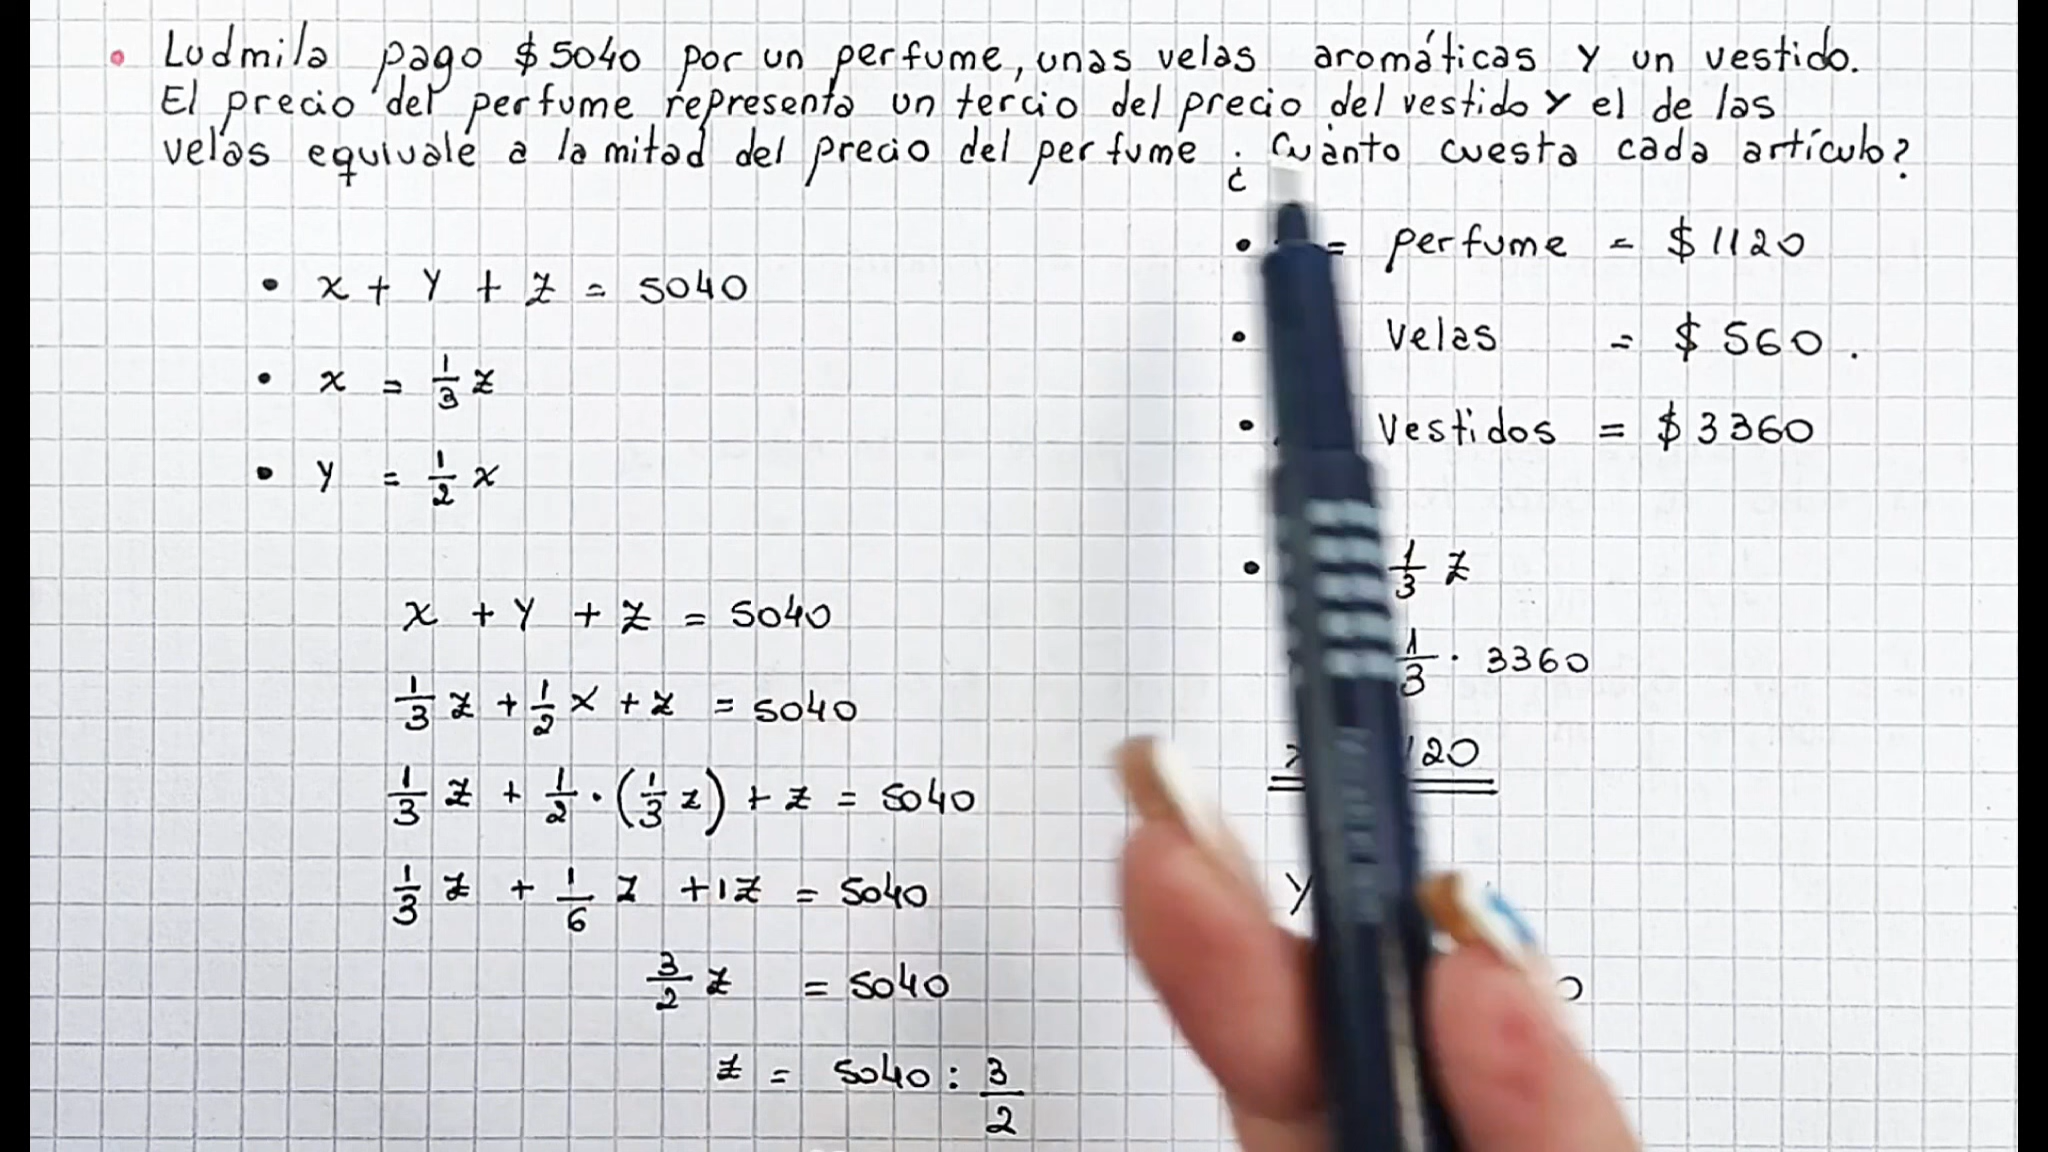 Ludmila pago $5040 por un perfume, unas velas aromáticas y un vestido.
El precio del perfume representa un tercio del precio del vestido y el de las
velas equivale a la mitad del precio del perfume. ¿Cuànto cuesta cada artículo?
• x + y + z = 5040
• x = 1/3 z
• y = 1/2 x
x + y + z = 5040
1/3 z + 1/2 x + z = 5040
1/3 z + 1/2 · (1/3 z) + z = 5040
1/3 z + 1/6 z + 1z = 5040
3/2 z = 5040
z = 5040 : 3/2
• = perfume = $1120
• velas = $560.
• vestidos = $3360
• 1/3 z
1/3 · 3360
120
y